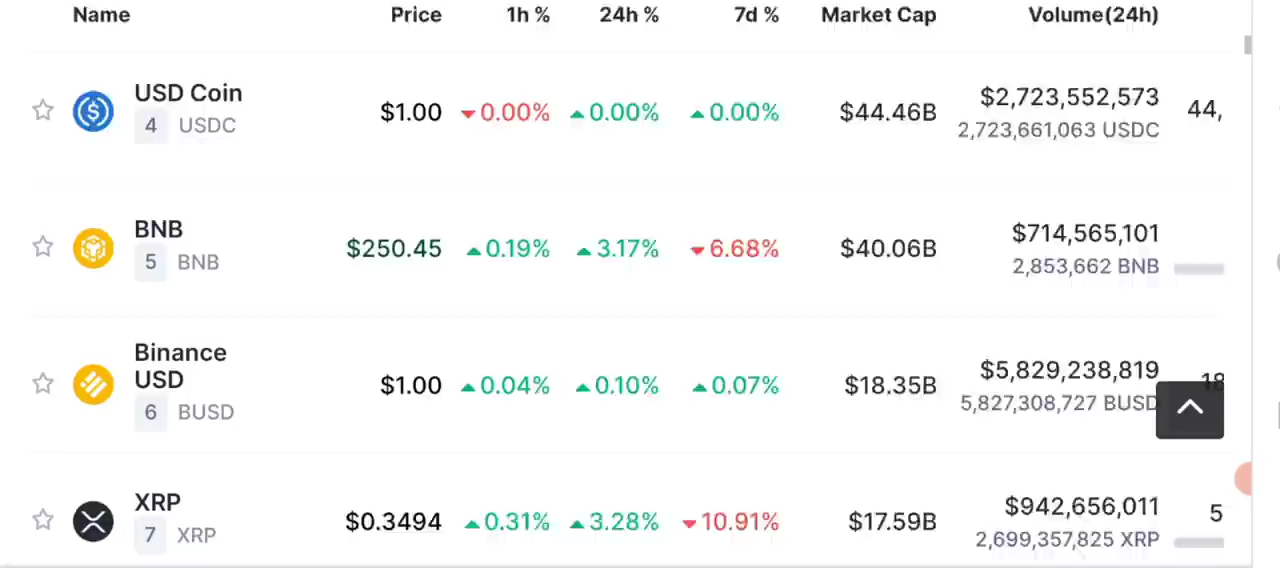 Name Price 1h % 24h % 7d % Market Cap Volume(24h)
USD Coin
4 USDC
$1.00 0.00% 0.00% 0.00% $44.46B
$2,723,552,573
2,723,661,063 USDC
44,
BNB
5 BNB
$250.45 0.19% 3.17% 6.68% $40.06B
$714,565,101
2,853,662 BNB
Binance
USD
6 BUSD
$1.00 0.04% 0.10% 0.07% $18.35B
$5,829,238,819
5,827,308,727 BUSD
18
XRP
7 XRP
$0.3494 0.31% 3.28% 10.91% $17.59B
$942,656,011
2,699,357,825 XRP
5